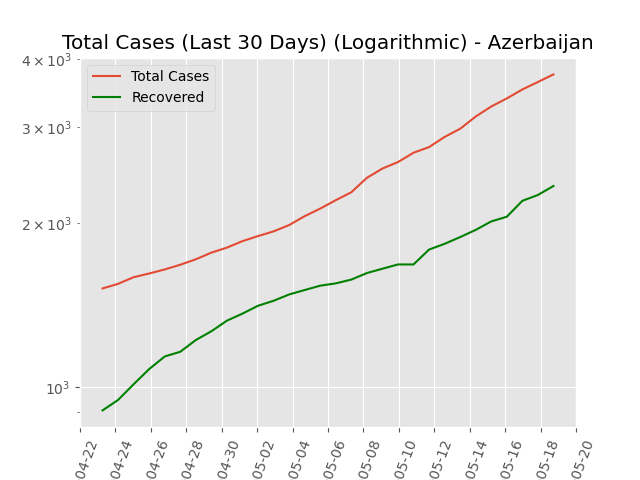 Total Cases (Last 30 Days) (Logarithmic) - Azerbaijan
Total Cases
Recovered
4 × 10³
3 × 10³
2 × 10³
10³
04-22
04-24
04-26
04-28
04-30
05-02
05-04
05-06
05-08
05-10
05-12
05-14
05-16
05-18
05-20